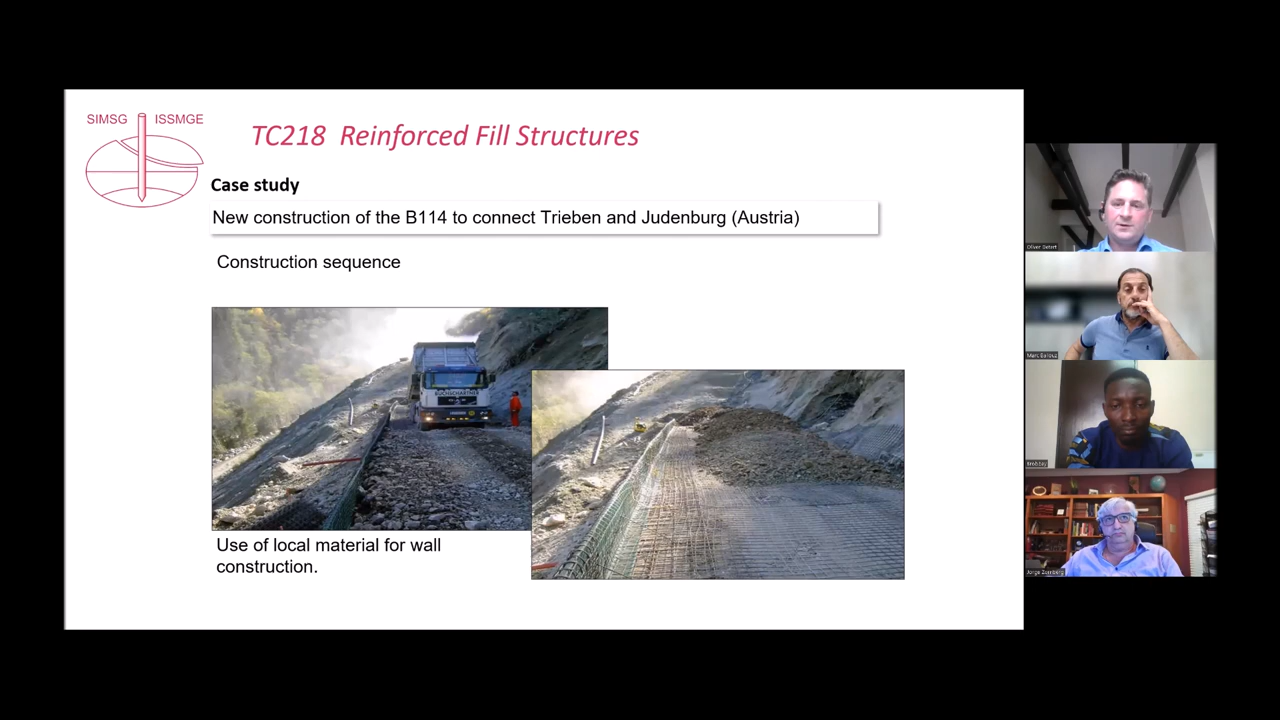 SIMSG ISSMGE
TC218 Reinforced Fill Structures
Case study
New construction of the B114 to connect Trieben and Judenburg (Austria)
Construction sequence
Use of local material for wall
construction.